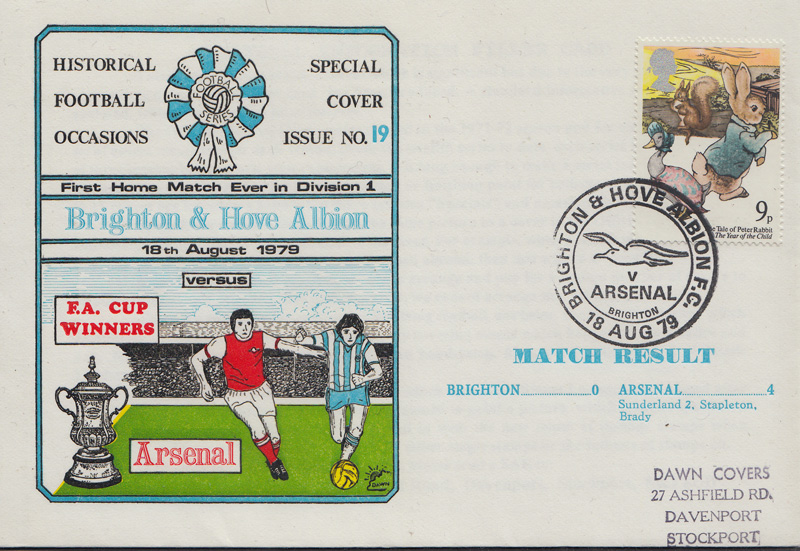 HISTORICAL
FOOTBALL
OCCASIONS
FOOTBALL
SERIES
SPECIAL
COVER
ISSUE NO. 19
First Home Match Ever in Division 1
Brighton & Hove Albion
18th August 1979
versus
F.A. CUP
WINNERS
Arsenal
DAWN
9p
Tale of Peter Rabbit
The Year of the Child
BRIGHTON & HOVE ALBION F.C.
V
ARSENAL
BRIGHTON
18 AUG 79
MATCH RESULT
BRIGHTON..............................0 ARSENAL..............................4
Sunderland 2, Stapleton,
Brady
DAWN COVERS
27 ASHFIELD RD.
DAVENPORT
STOCKPORT